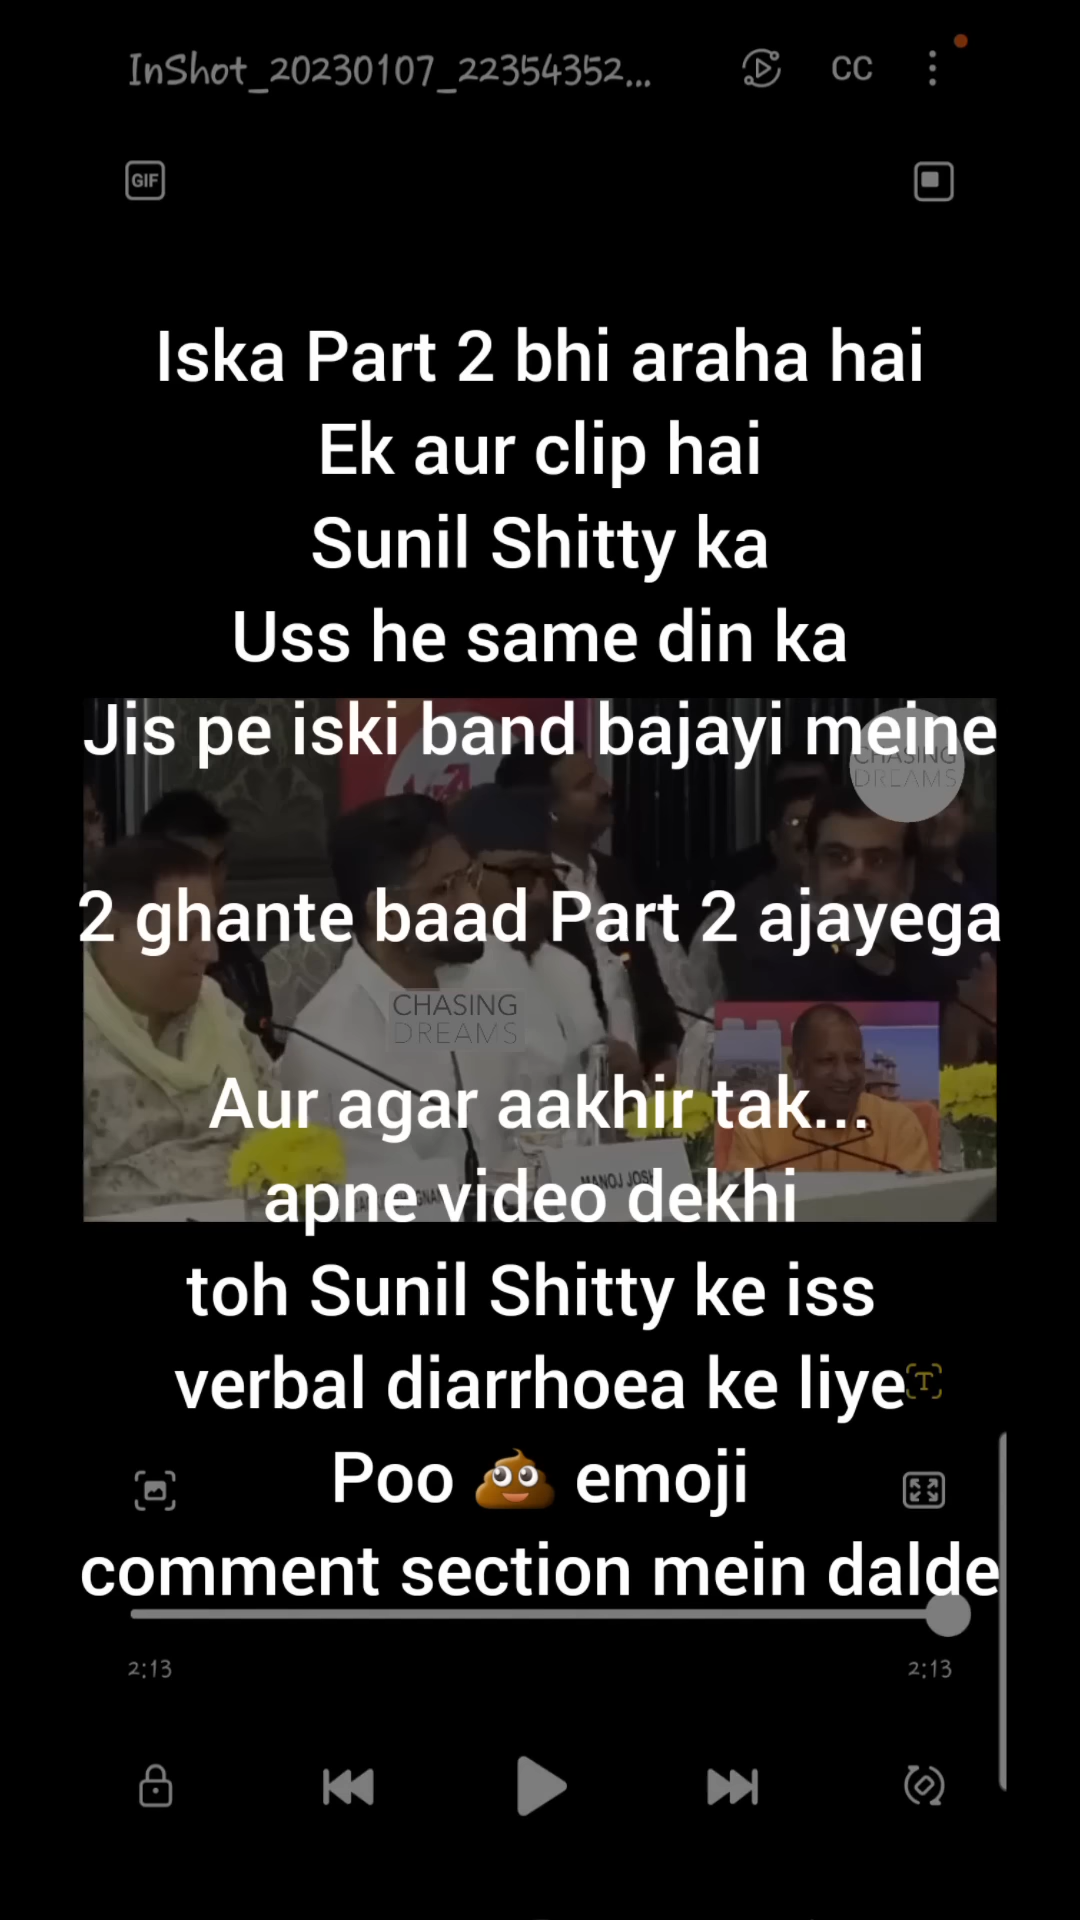 InShot_20230107_22354352...
CC
GIF
Iska Part 2 bhi araha hai
Ek aur clip hai
Sunil Shitty ka
Uss he same din ka
Jis pe iski band bajayi meine
CHASING
DREAMS
2 ghante baad Part 2 ajayega
CHASING
DREAMS
Aur agar aakhir tak...
MANOJ
apne video dekhi
toh Sunil Shitty ke iss
verbal diarrhoea ke liye
T
Poo 💩 emoji
comment section mein dalde
2:13
2:13